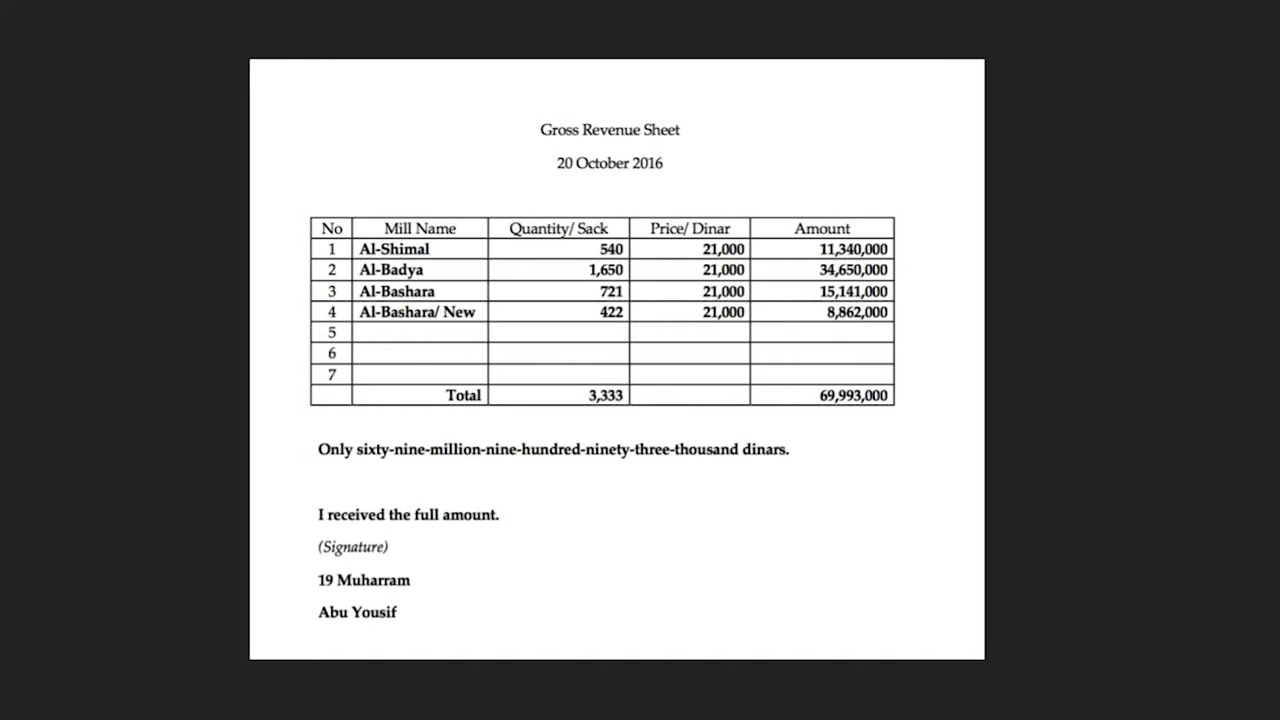 Gross Revenue Sheet
20 October 2016
No Mill Name Quantity/ Sack Price/ Dinar Amount
1 Al-Shimal 540 21,000 11,340,000
2 Al-Badya 1,650 21,000 34,650,000
3 Al-Bashara 721 21,000 15,141,000
4 Al-Bashara/ New 422 21,000 8,862,000
5
6
7
Total 3,333 69,993,000
Only sixty-nine-million-nine-hundred-ninety-three-thousand dinars.
I received the full amount.
(Signature)
19 Muharram
Abu Yousif